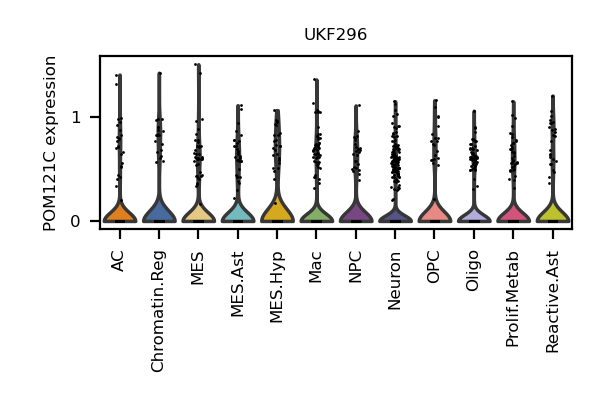 UKF296
POM121C expression
1
0
AC
Chromatin.Reg
MES
MES.Ast
MES.Hyp
Mac
NPC
Neuron
OPC
Oligo
Prolif.Metab
Reactive.Ast